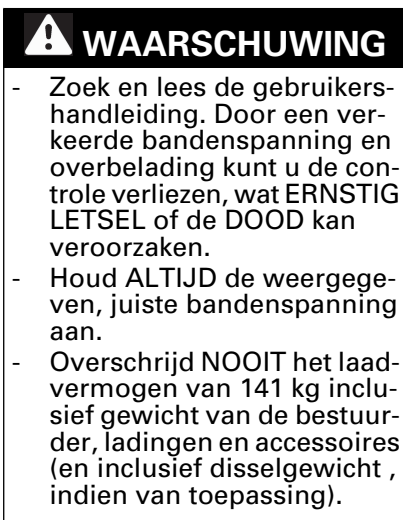 WAARSCHUWING
- Zoek en lees de gebruikers-
handleiding. Door een ver-
keerde bandenspanning en
overbelading kunt u de con-
trole verliezen, wat ERNSTIG
LETSEL of de DOOD kan
veroorzaken.
- Houd ALTIJD de weergege-
ven, juiste bandenspanning
aan.
- Overschrijd NOOIT het laad-
vermogen van 141 kg inclu-
sief gewicht van de bestuur-
der, ladingen en accessoires
(en inclusief disselgewicht ,
indien van toepassing).